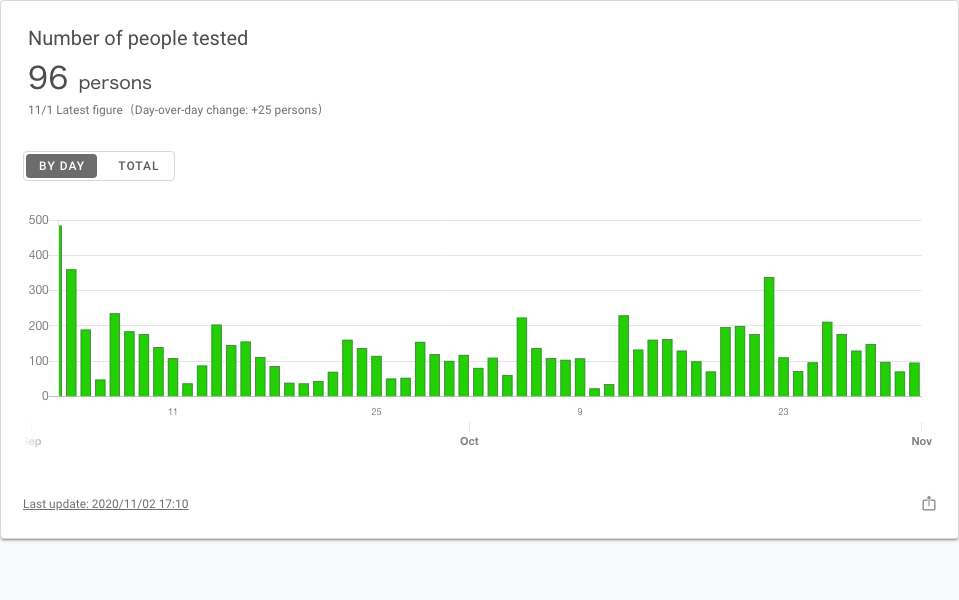 Number of people tested
96 persons
11/1 Latest figure（Day-over-day change: +25 persons）
BY DAY TOTAL
500
400
300
200
100
0
11 25 9 23
Oct Nov
Last update: 2020/11/02 17:10